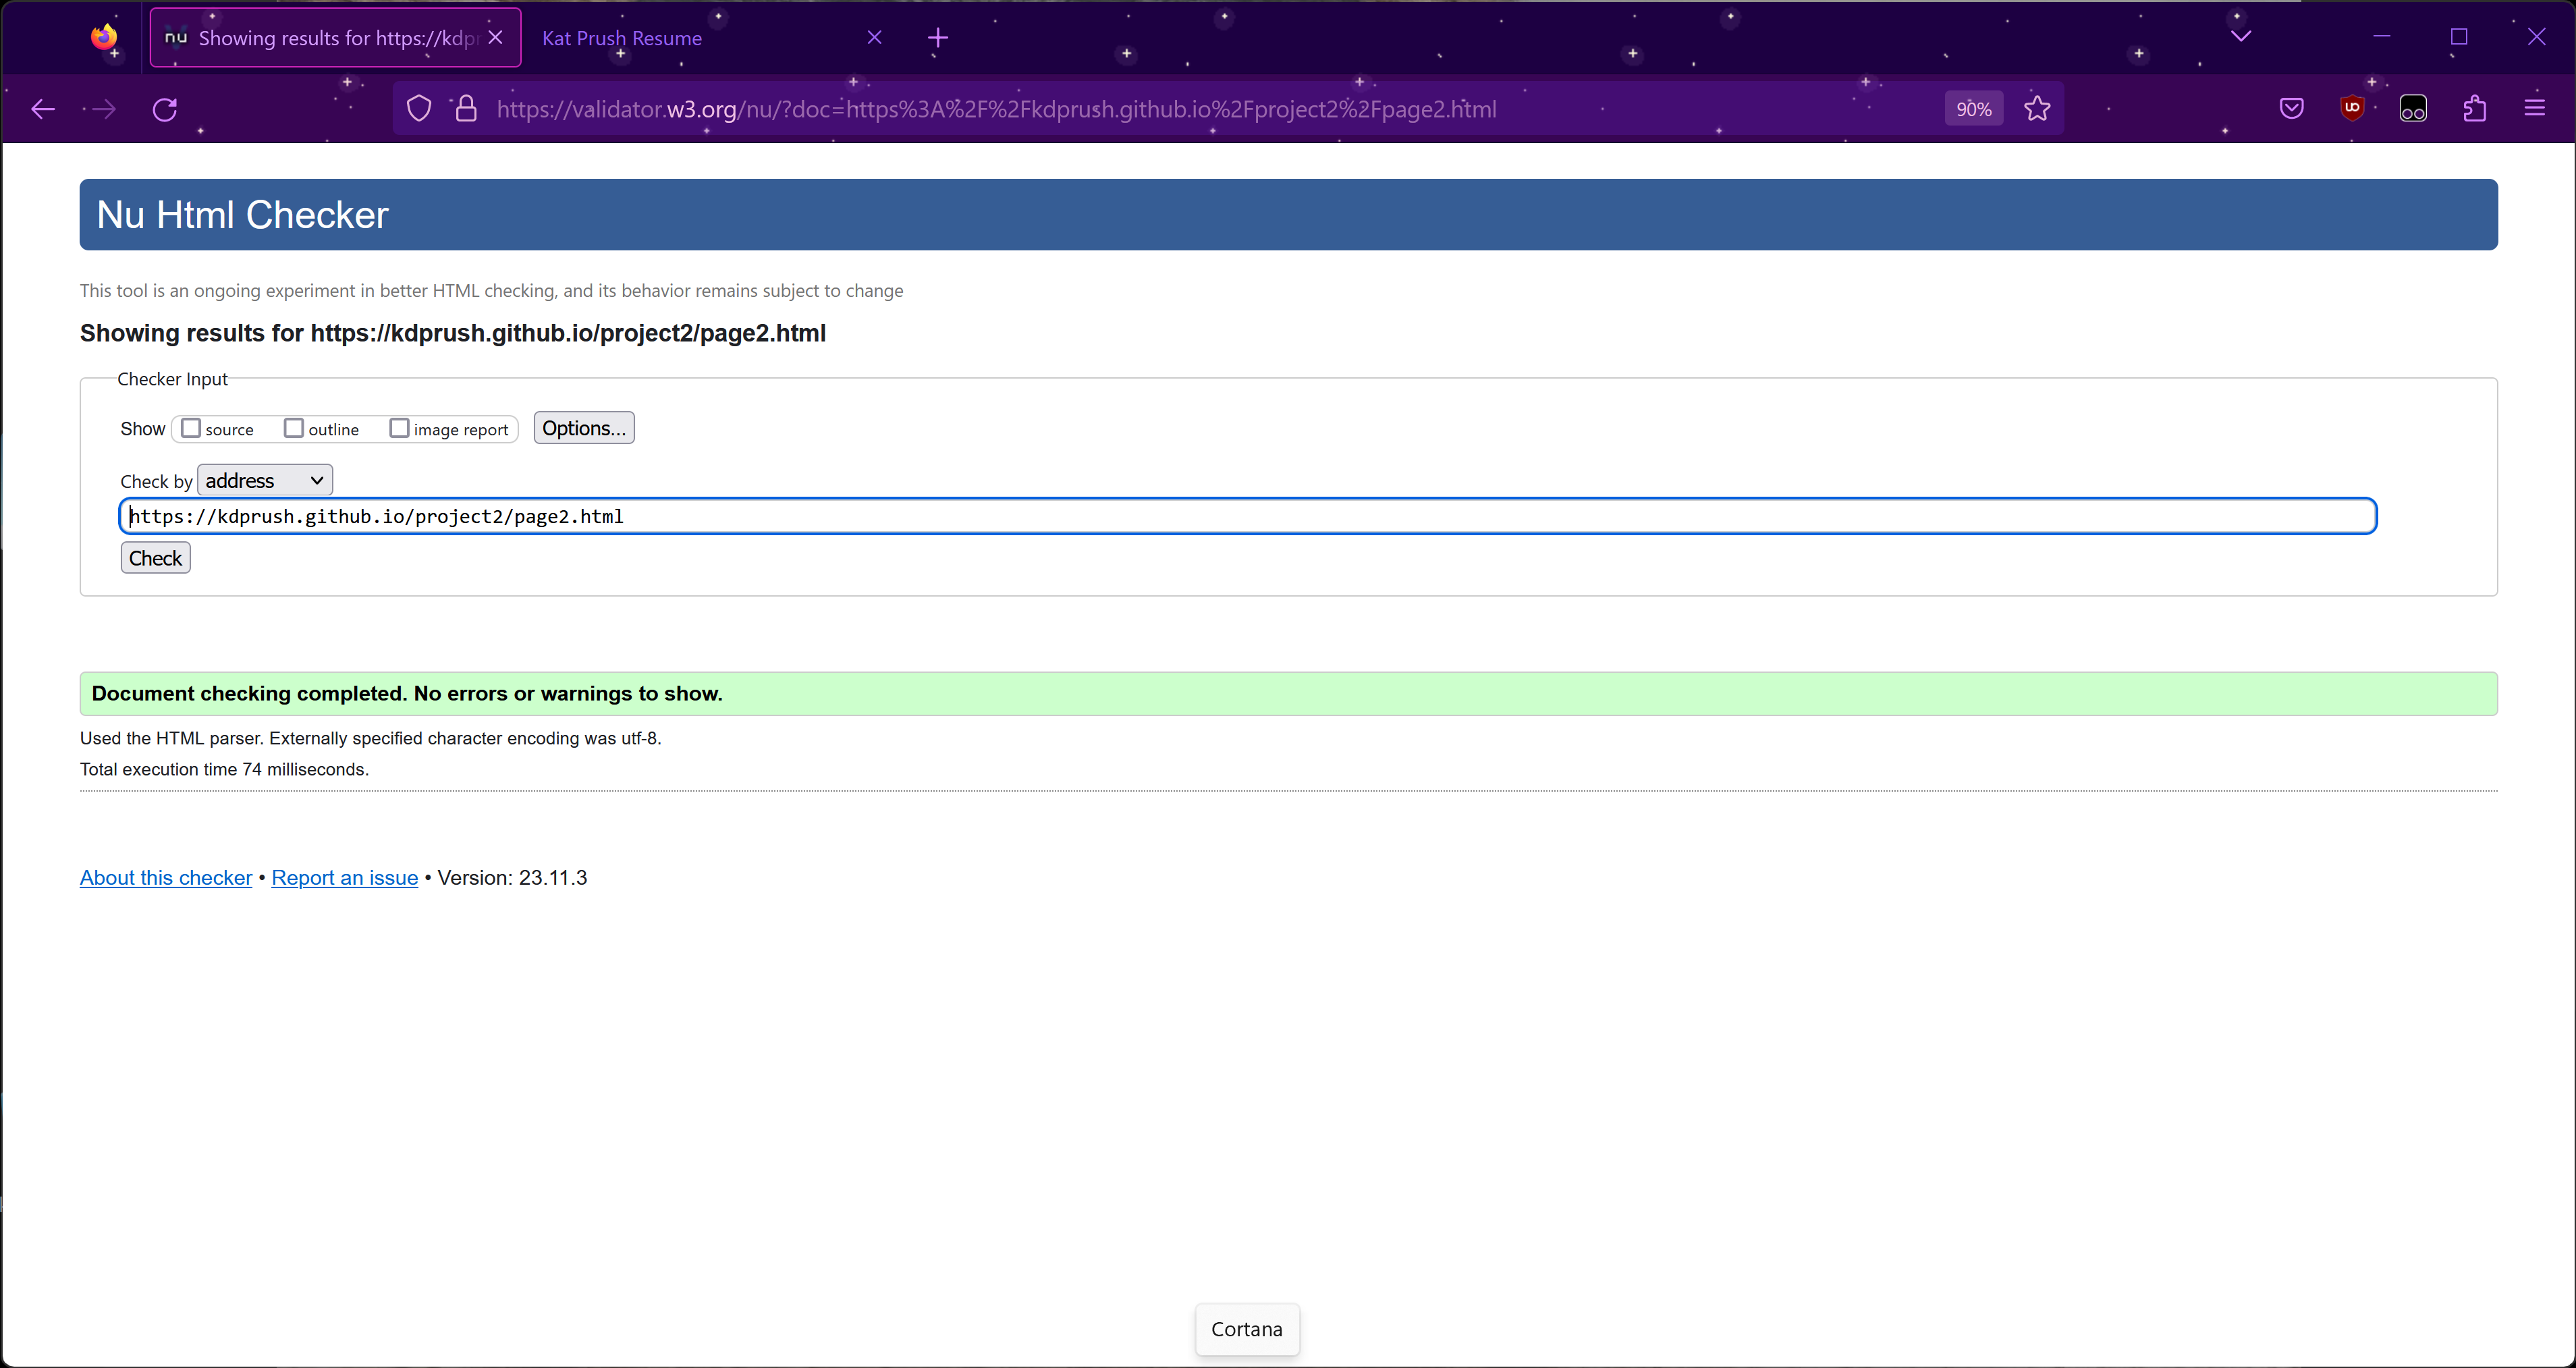 nu Showing results for https://kdpr
Kat Prush Resume
https://validator.w3.org/nu/?doc=https%3A%2F%2Fkdprush.github.io%2Fproject2%2Fpage2.html
90%
Nu Html Checker
This tool is an ongoing experiment in better HTML checking, and its behavior remains subject to change
Showing results for https://kdprush.github.io/project2/page2.html
Checker Input
Show source outline image report Options...
Check by address
https://kdprush.github.io/project2/page2.html
Check
Document checking completed. No errors or warnings to show.
Used the HTML parser. Externally specified character encoding was utf-8.
Total execution time 74 milliseconds.
About this checker • Report an issue • Version: 23.11.3
Cortana